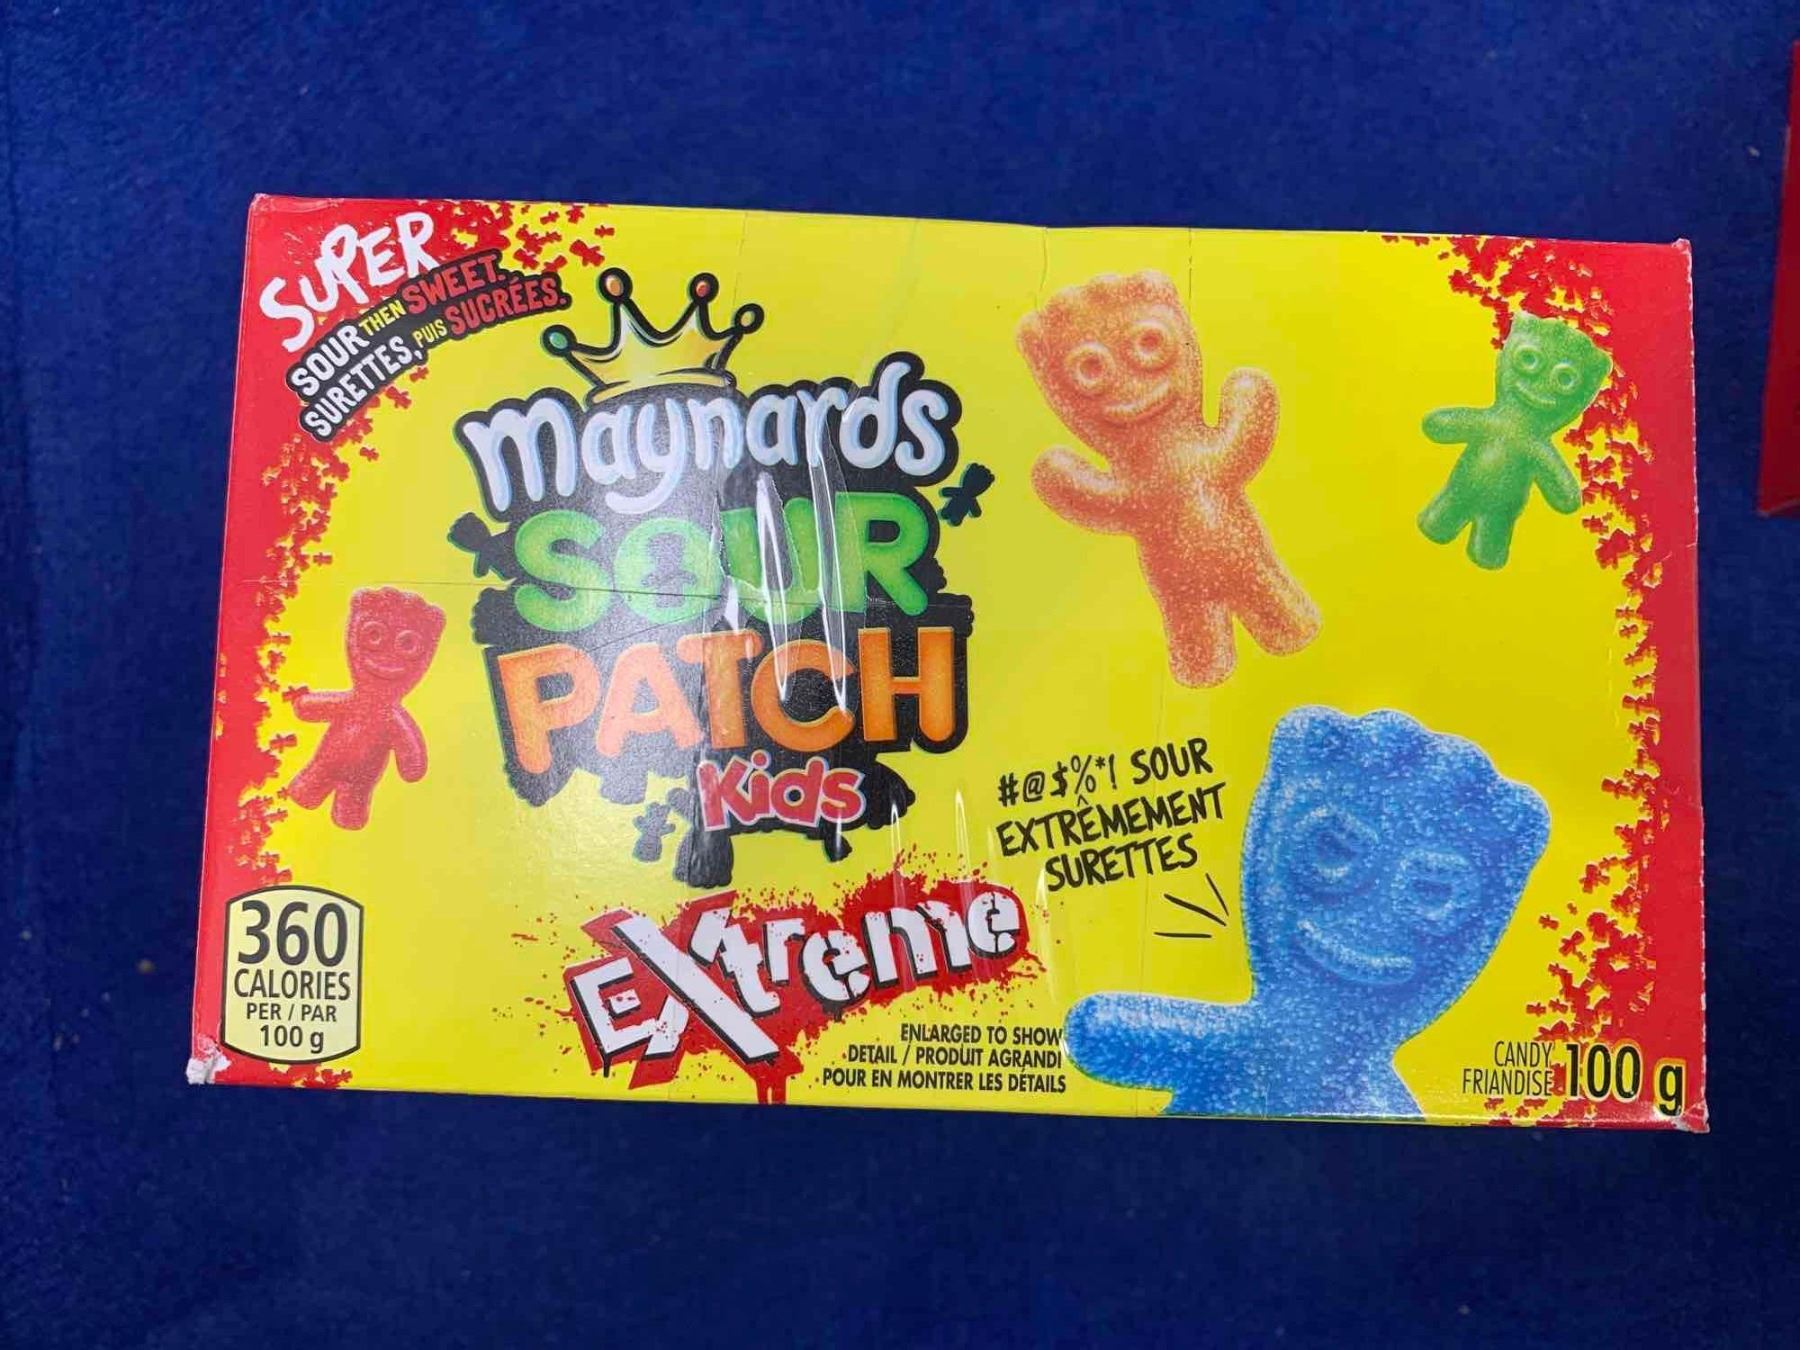 SUPER
SOUR THEN SWEET.
SURETTES, PUIS SUCRÉES.
maynards
SOUR
PATCH
Kids
Extreme
#@$%*! SOUR
EXTRÊMEMENT
SURETTES
360
CALORIES
PER / PAR
100 g
ENLARGED TO SHOW
DETAIL / PRODUIT AGRANDI
POUR EN MONTRER LES DÉTAILS
CANDY
FRIANDISE
100 g